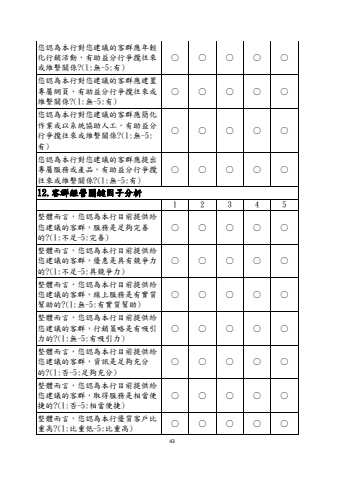 您認為本行對您建議的客群應年輕
化行銷活動，有助益分行爭攬往來
或維繫關係?(1:無-5:有)
○ ○ ○ ○ ○
您認為本行對您建議的客群應建置
專屬網頁，有助益分行爭攬往來或
維繫關係?(1:無-5:有)
○ ○ ○ ○ ○
您認為本行對您建議的客群應簡化
作業或以系統協助人工，有助益分
行爭攬往來或維繫關係?(1:無-5:
有)
○ ○ ○ ○ ○
您認為本行對您建議的客群應提出
專屬服務或產品，有助益分行爭攬
往來或維繫關係?(1:無-5:有)
○ ○ ○ ○ ○
12.客群經營關鍵因子分析
1 2 3 4 5
整體而言，您認為本行目前提供給
您建議的客群，服務是足夠完善
的?(1:不足-5:完善)
○ ○ ○ ○ ○
整體而言，您認為本行目前提供給
您建議的客群，優惠是具有競爭力
的?(1:不足-5:具競爭力)
○ ○ ○ ○ ○
整體而言，您認為本行目前提供給
您建議的客群，線上服務是有實質
幫助的?(1:無-5:有實質幫助)
○ ○ ○ ○ ○
整體而言，您認為本行目前提供給
您建議的客群，行銷策略是有吸引
力的?(1:無-5:有吸引力)
○ ○ ○ ○ ○
整體而言，您認為本行目前提供給
您建議的客群，資訊是足夠充分
的?(1:否-5:足夠充分)
○ ○ ○ ○ ○
整體而言，您認為本行目前提供給
您建議的客群，取得服務是相當便
捷的?(1:否-5:相當便捷)
○ ○ ○ ○ ○
整體而言，您認為本行優質客戶比
重高?(1:比重低-5:比重高)
○ ○ ○ ○ ○
43